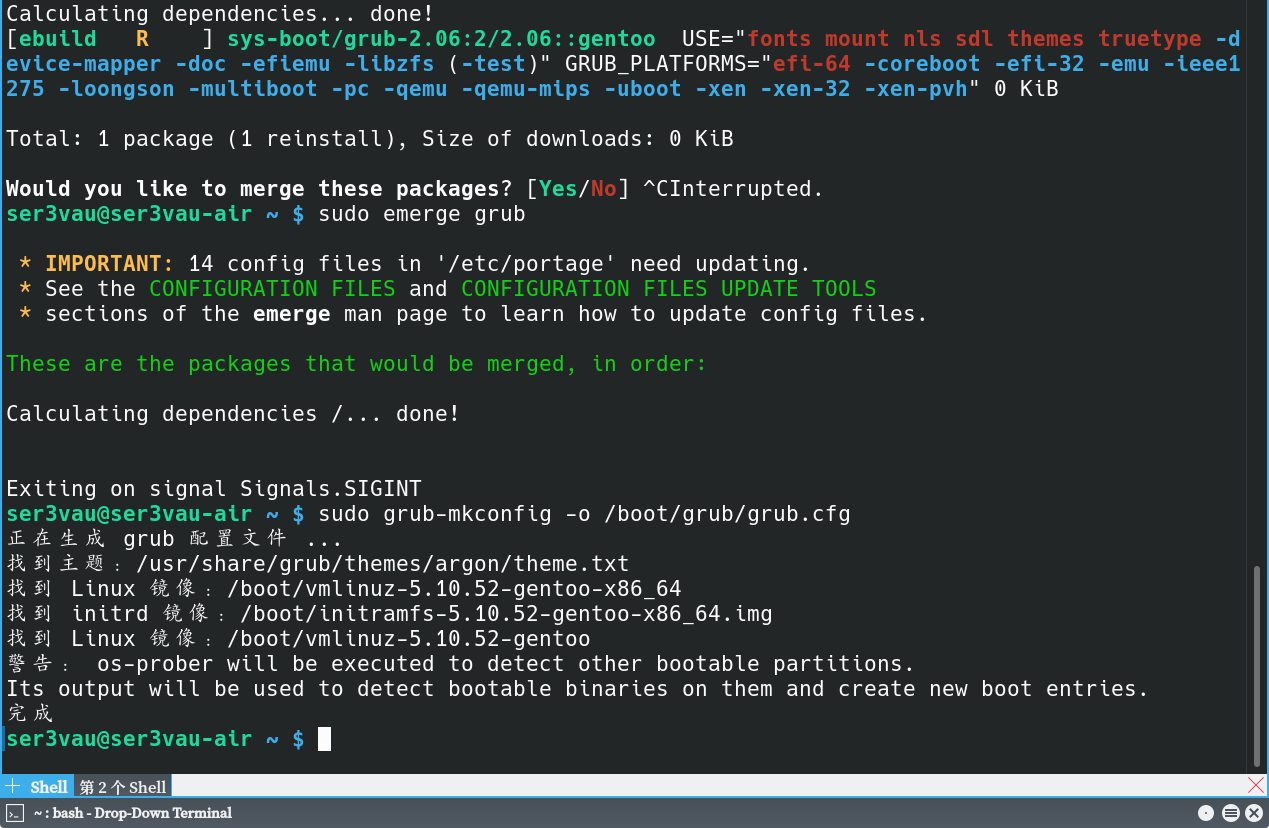 Calculating dependencies... done!
[ebuild   R    ] sys-boot/grub-2.06:2/2.06::gentoo  USE="fonts mount nls sdl themes truetype -d
evice-mapper -doc -efiemu -libzfs (-test)" GRUB_PLATFORMS="efi-64 -coreboot -efi-32 -emu -ieee1
275 -loongson -multiboot -pc -qemu -qemu-mips -uboot -xen -xen-32 -xen-pvh" 0 KiB
Total: 1 package (1 reinstall), Size of downloads: 0 KiB
Would you like to merge these packages? [Yes/No] ^CInterrupted.
ser3vau@ser3vau-air ~ $ sudo emerge grub
 * IMPORTANT: 14 config files in '/etc/portage' need updating.
 * See the CONFIGURATION FILES and CONFIGURATION FILES UPDATE TOOLS
 * sections of the emerge man page to learn how to update config files.
These are the packages that would be merged, in order:
Calculating dependencies /... done!
Exiting on signal Signals.SIGINT
ser3vau@ser3vau-air ~ $ sudo grub-mkconfig -o /boot/grub/grub.cfg
正在生成 grub 配置文件 ...
找到主题：/usr/share/grub/themes/argon/theme.txt
找到 Linux 镜像：/boot/vmlinuz-5.10.52-gentoo-x86_64
找到 initrd 镜像：/boot/initramfs-5.10.52-gentoo-x86_64.img
找到 Linux 镜像：/boot/vmlinuz-5.10.52-gentoo
警告： os-prober will be executed to detect other bootable partitions.
Its output will be used to detect bootable binaries on them and create new boot entries.
完成
ser3vau@ser3vau-air ~ $
Shell 第 2 个 Shell
~ : bash - Drop-Down Terminal